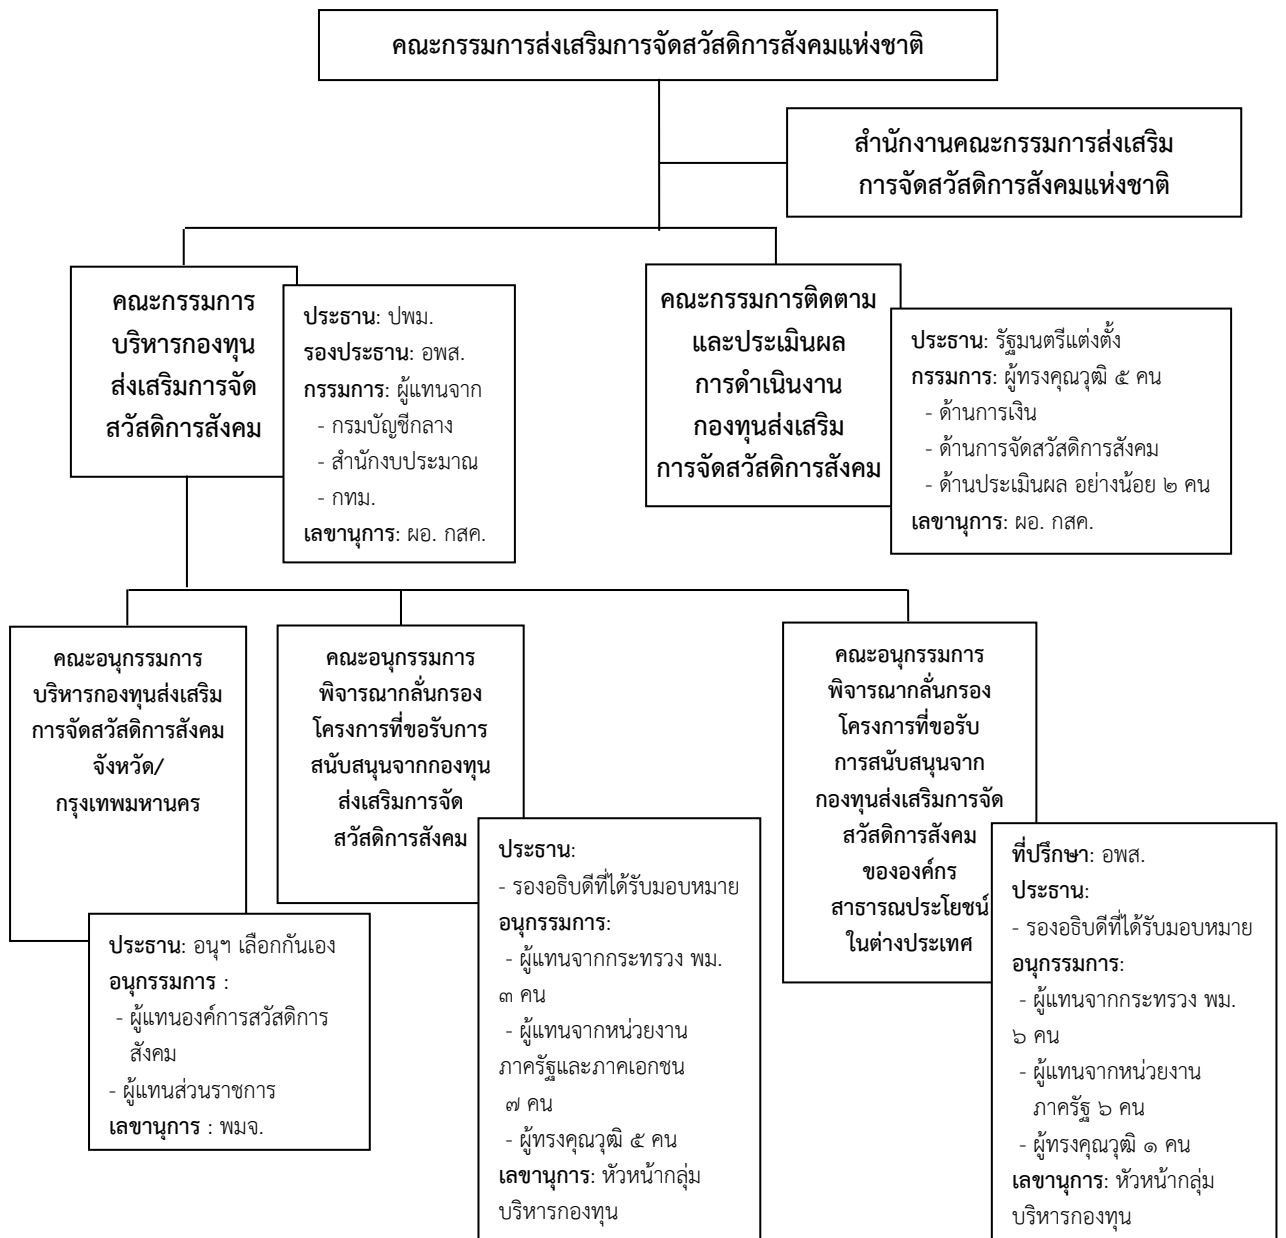 คณะกรรมการส่งเสริมการจัดสวัสดิการสังคมแห่งชาติ
สำนักงานคณะกรรมการส่งเสริม
การจัดสวัสดิการสังคมแห่งชาติ
คณะกรรมการ
บริหารกองทุน
ส่งเสริมการจัด
สวัสดิการสังคม
ประธาน: ปพม.
รองประธาน: อพส.
กรรมการ: ผู้แทนจาก
- กรมบัญชีกลาง
- สำนักงบประมาณ
- กทม.
เลขานุการ: ผอ. กสค.
คณะกรรมการติดตาม
และประเมินผล
การดำเนินงาน
กองทุนส่งเสริม
การจัดสวัสดิการสังคม
ประธาน: รัฐมนตรีแต่งตั้ง
กรรมการ: ผู้ทรงคุณวุฒิ ๕ คน
- ด้านการเงิน
- ด้านการจัดสวัสดิการสังคม
- ด้านประเมินผล อย่างน้อย ๒ คน
เลขานุการ: ผอ. กสค.
คณะอนุกรรมการ
บริหารกองทุนส่งเสริม
การจัดสวัสดิการสังคม
จังหวัด/
กรุงเทพมหานคร
ประธาน: อนุฯ เลือกกันเอง
อนุกรรมการ :
- ผู้แทนองค์การสวัสดิการ
สังคม
- ผู้แทนส่วนราชการ
เลขานุการ : พมจ.
คณะอนุกรรมการ
พิจารณากลั่นกรอง
โครงการที่ขอรับการ
สนับสนุนจากกองทุน
ส่งเสริมการจัด
สวัสดิการสังคม
ประธาน:
- รองอธิบดีที่ได้รับมอบหมาย
อนุกรรมการ:
- ผู้แทนจากกระทรวง พม.
๓ คน
- ผู้แทนจากหน่วยงาน
ภาครัฐและภาคเอกชน
๗ คน
- ผู้ทรงคุณวุฒิ ๕ คน
เลขานุการ: หัวหน้ากลุ่ม
บริหารกองทุน
คณะอนุกรรมการ
พิจารณากลั่นกรอง
โครงการที่ขอรับ
การสนับสนุนจาก
กองทุนส่งเสริมการจัด
สวัสดิการสังคม
ขององค์กร
สาธารณประโยชน์
ในต่างประเทศ
ที่ปรึกษา: อพส.
ประธาน:
- รองอธิบดีที่ได้รับมอบหมาย
อนุกรรมการ:
- ผู้แทนจากกระทรวง พม.
๖ คน
- ผู้แทนจากหน่วยงาน
ภาครัฐ ๖ คน
- ผู้ทรงคุณวุฒิ ๑ คน
เลขานุการ: หัวหน้ากลุ่ม
บริหารกองทุน